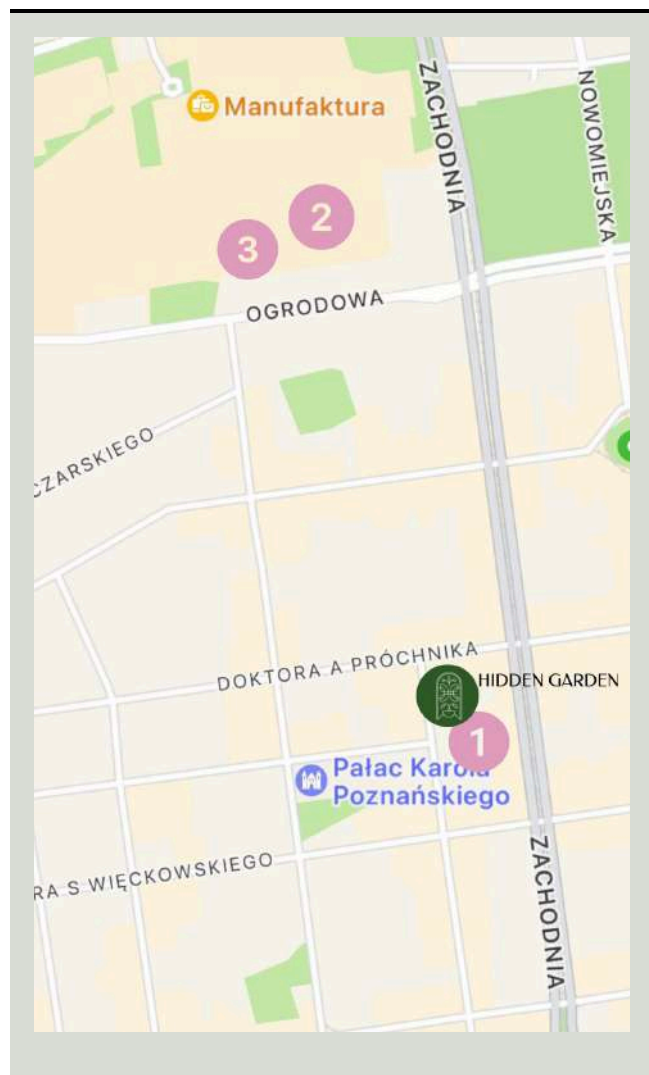 ZACHODNIA
NOWOMIEJSKA
Manufaktura
2
3
OGRODOWA
CZARSKIEGO
DOKTORA A PRÓCHNIKA
HIDDEN GARDEN
1
Pałac Karola
Poznańskiego
RA S WIĘCKOWSKIEGO
ZACHODNIA